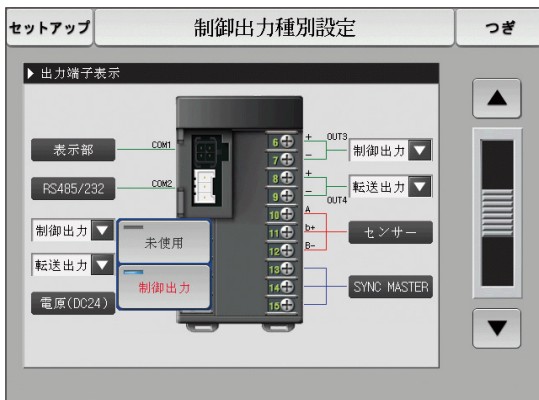 セットアップ
制御出力種別設定
つぎ
▶ 出力端子表示
表示部
COM1
RS485/232
COM2
制御出力
転送出力
電原(DC24)
未使用
制御出力
6
7
8
9
10
11
12
13
14
15
+
OUT3
−
+
−
OUT4
A
b+
B-
制御出力
転送出力
センサー
SYNC MASTER